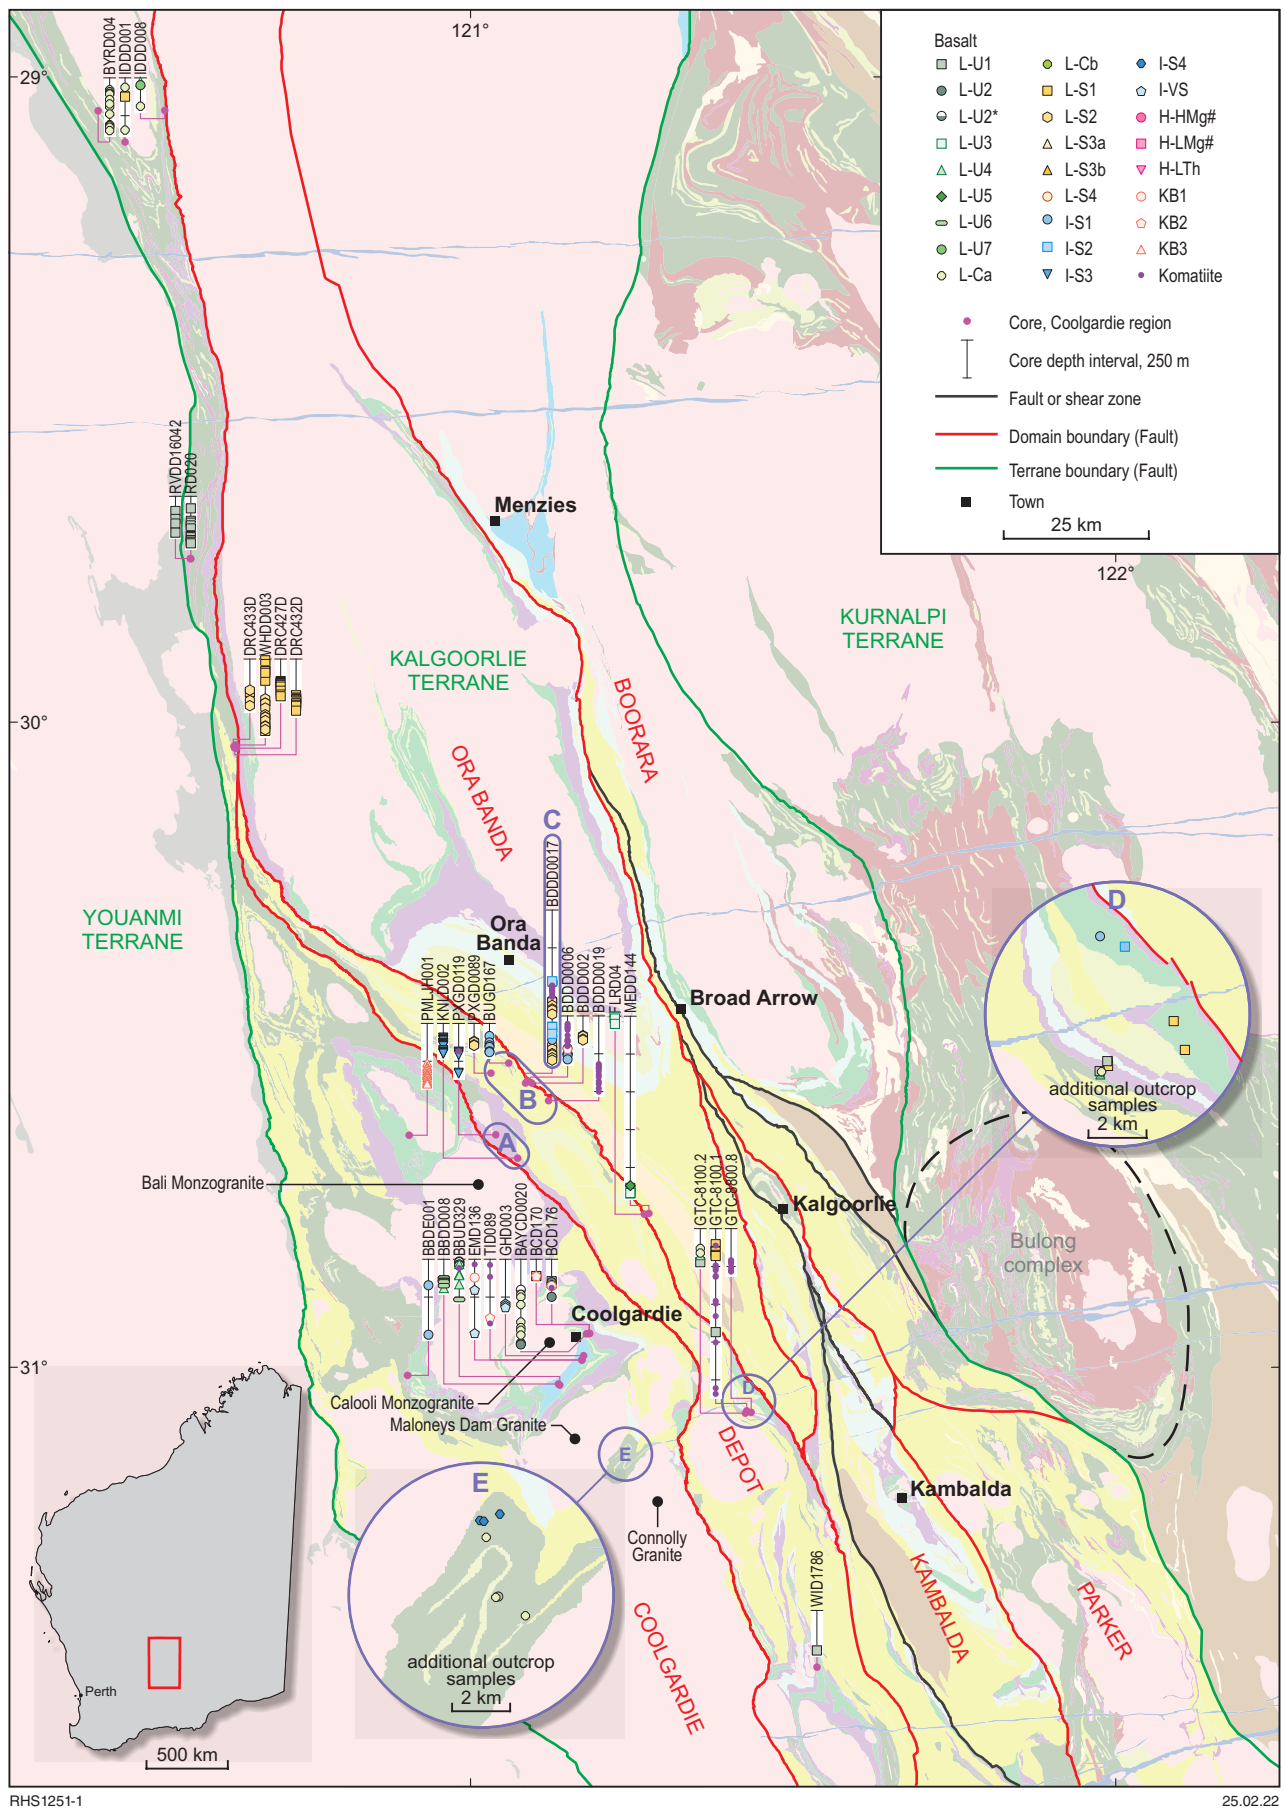 121°
29°
IBYRD004
IIDDD001
IIDDD008
Basalt
L-U1
L-U2
L-U2*
L-U3
L-U4
L-U5
L-U6
L-U7
L-Ca
L-Cb
L-S1
L-S2
L-S3a
L-S3b
L-S4
I-S1
I-S2
I-S3
I-S4
I-VS
H-HMg#
H-LMg#
H-LTh
KB1
KB2
KB3
Komatiite
Core, Coolgardie region
Core depth interval, 250 m
Fault or shear zone
Domain boundary (Fault)
Terrane boundary (Fault)
Town
25 km
122°
RVDD16042
RD020
Menzies
DRC433D
WHDD003
DRC427D
DRC432D
KALGOORLIE
TERRANE
KURNALPI
TERRANE
30°
BOORARA
ORA BANDA
C
BDDD0017
YOUANMI
TERRANE
Ora
Banda
D
PMLJH001
KNCD002
PXGD0119
PXGD0089
BUGD167
BDDD0006
BDDD0002
BDDD0019
FLRD04
MEDD144
Broad Arrow
additional outcrop
samples
2 km
B
A
Bali Monzogranite
GTC-8100.2
GTC-8100.1
GTC-9800.8
Kalgoorlie
Bulong
complex
BBDE001
BBDD008
BBUD329
EMD136
TID089
GHD003
BAYCD0020
BCD170
BCD176
Coolgardie
31°
Calooli Monzogranite
Maloneys Dam Granite
D
E
DEPOT
E
Kambalda
Connolly
Granite
WID1786
KAMBALDA
PARKER
COOLGARDIE
additional outcrop
samples
2 km
Perth
500 km
RHS1251-1
25.02.22